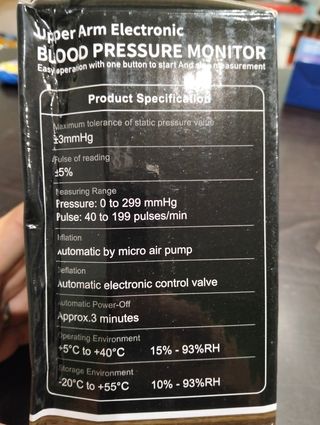 Upper Arm Electronic
BLOOD PRESSURE MONITOR
Easy operaion with one button to start And stop measurement
Product Specification
Maximum tolerance of static pressure value
±3mmHg
Pulse of reading
±5%
Measuring Range
Pressure: 0 to 299 mmHg
Pulse: 40 to 199 pulses/min
Inflation
Automatic by micro air pump
Deflation
Automatic electronic control valve
Automatic Power-Off
Approx.3 minutes
Operating Environment
+5°C to +40°C 15% - 93%RH
Storage Environment
-20°C to +55°C 10% - 93%RH